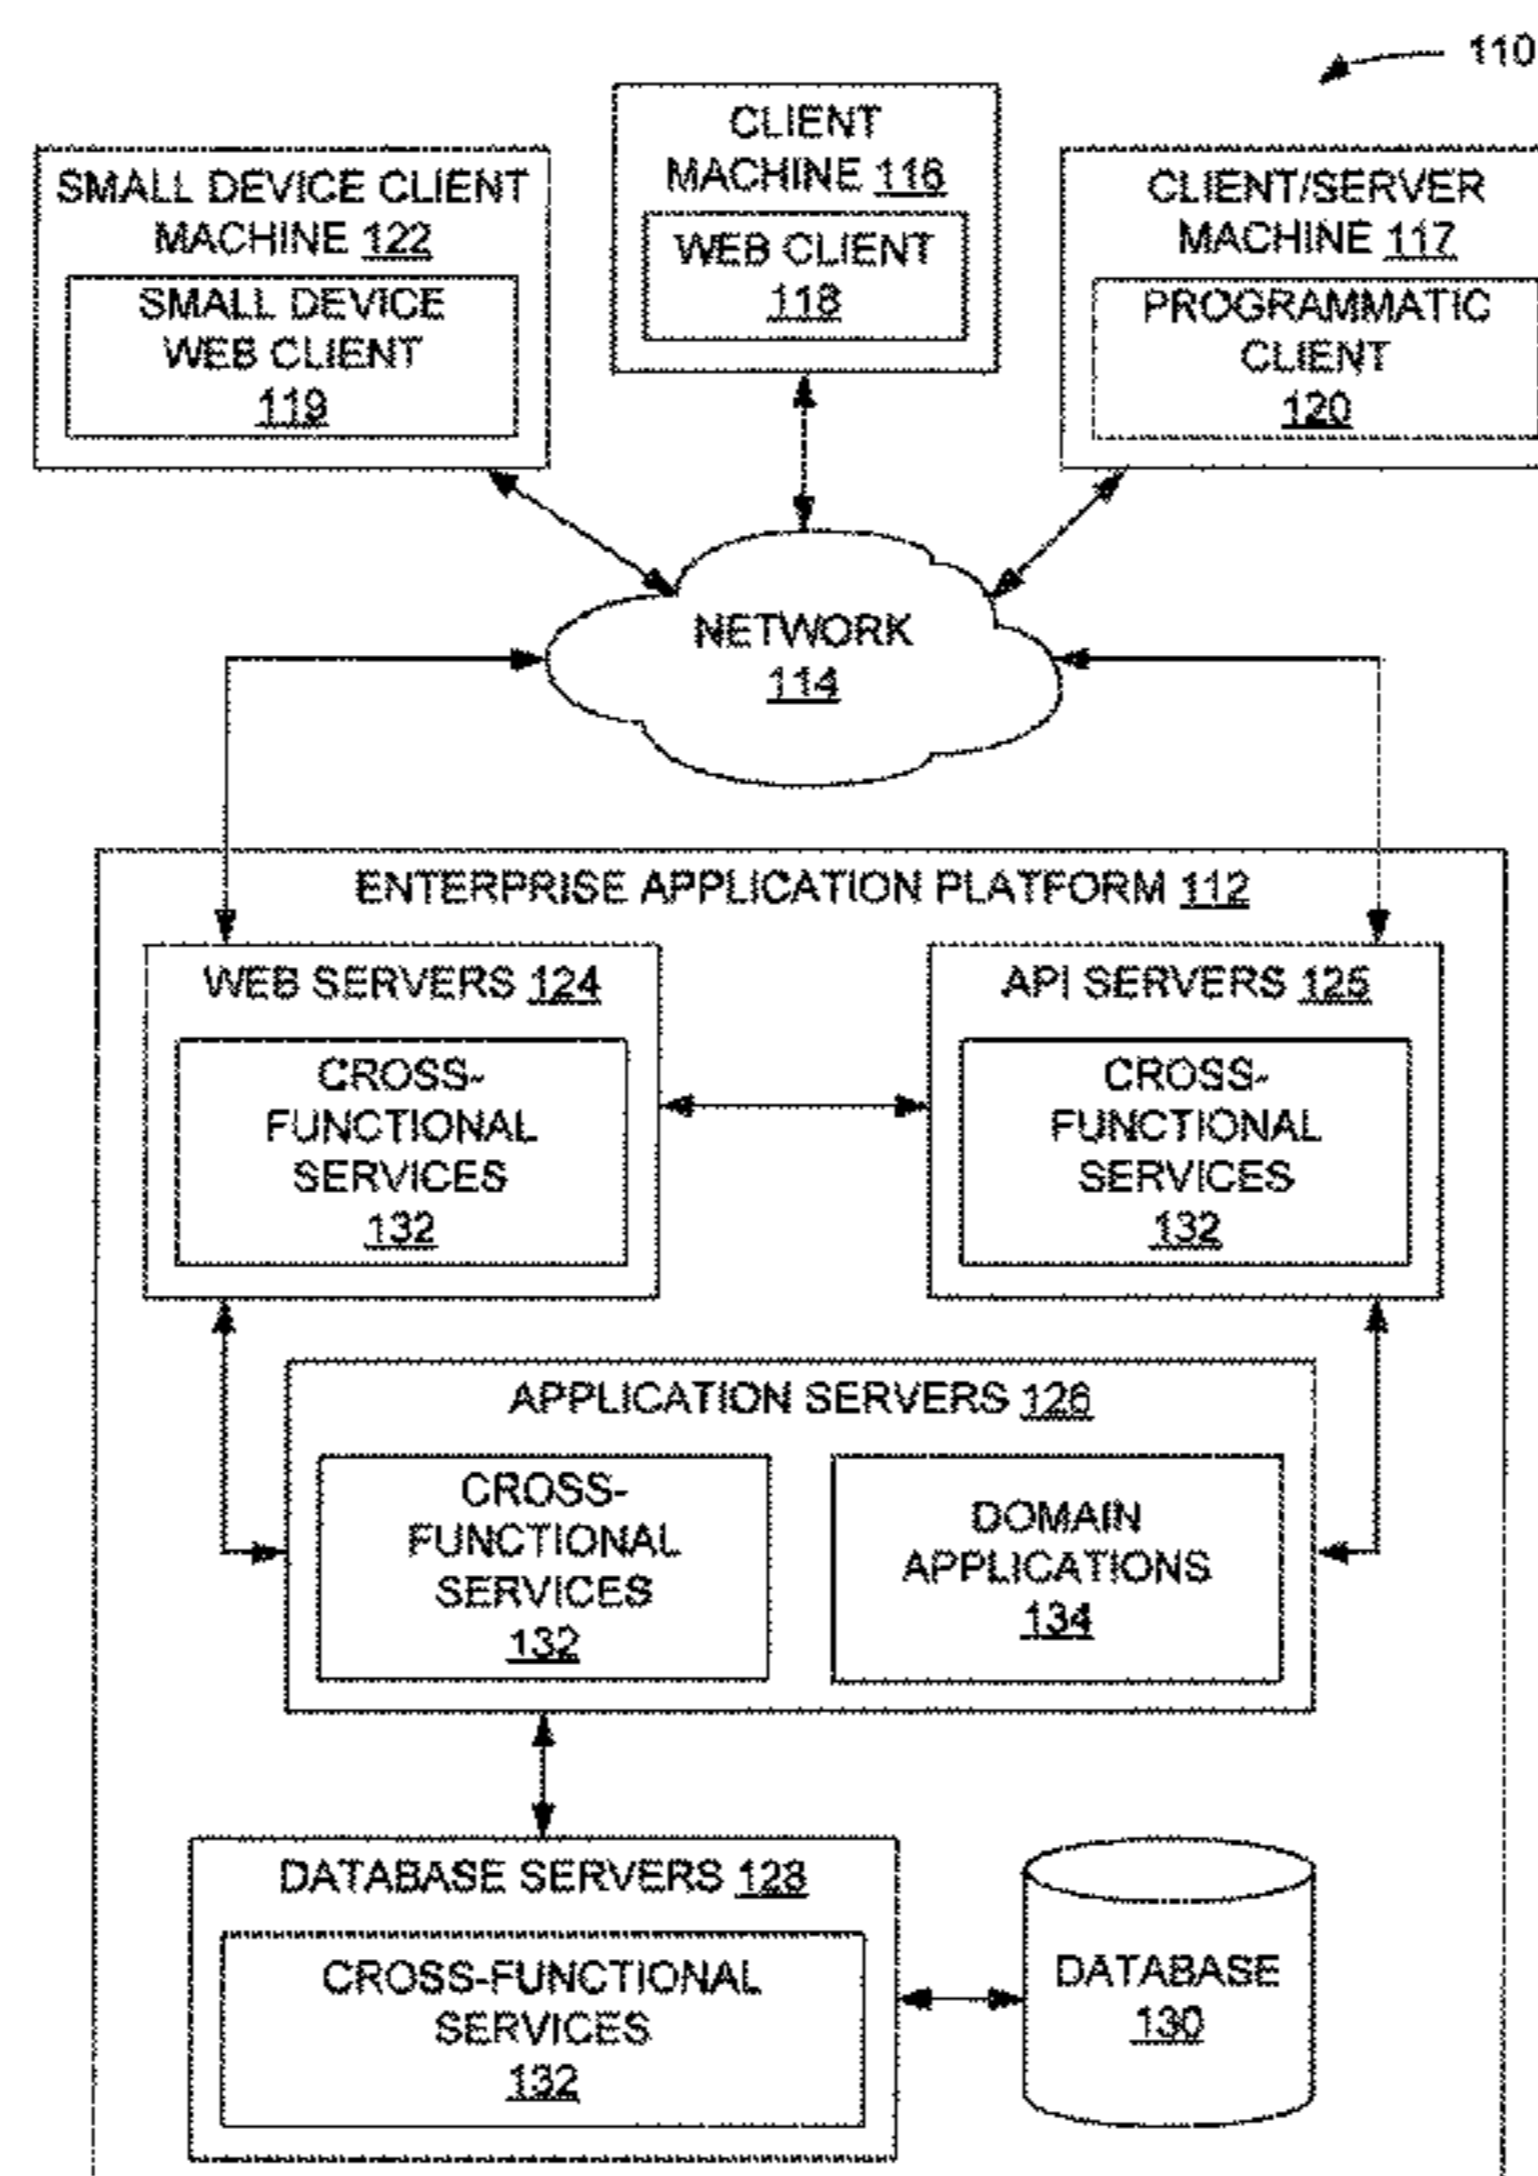 110
SMALL DEVICE CLIENT
MACHINE 122
SMALL DEVICE
WEB CLIENT
119
CLIENT
MACHINE 116
WEB CLIENT
118
CLIENT/SERVER
MACHINE 117
PROGRAMMATIC
CLIENT
120
NETWORK
114
ENTERPRISE APPLICATION PLATFORM 112
WEB SERVERS 124
CROSS-
FUNCTIONAL
SERVICES
132
API SERVERS 125
CROSS-
FUNCTIONAL
SERVICES
132
APPLICATION SERVERS 126
CROSS-
FUNCTIONAL
SERVICES
132
DOMAIN
APPLICATIONS
134
DATABASE SERVERS 128
CROSS-FUNCTIONAL
SERVICES
132
DATABASE
130